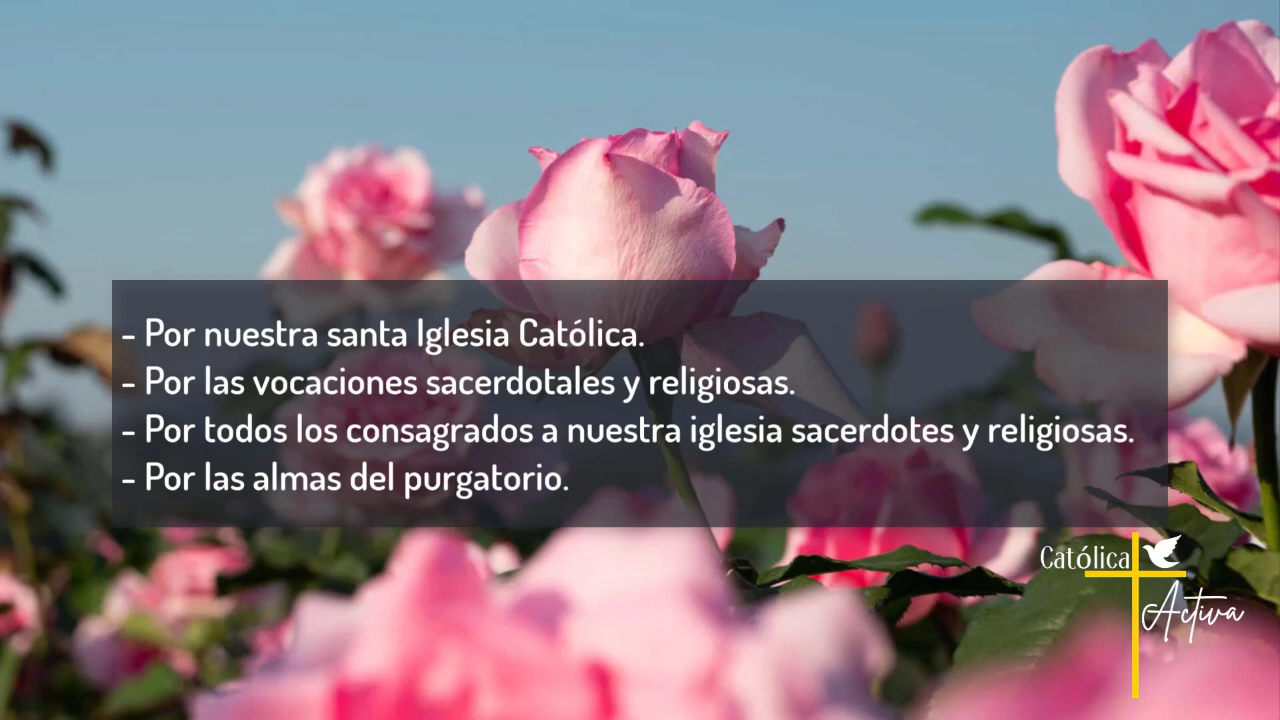 - Por nuestra santa Iglesia Católica.
- Por las vocaciones sacerdotales y religiosas.
- Por todos los consagrados a nuestra iglesia sacerdotes y religiosas.
- Por las almas del purgatorio.
Católica
Activa